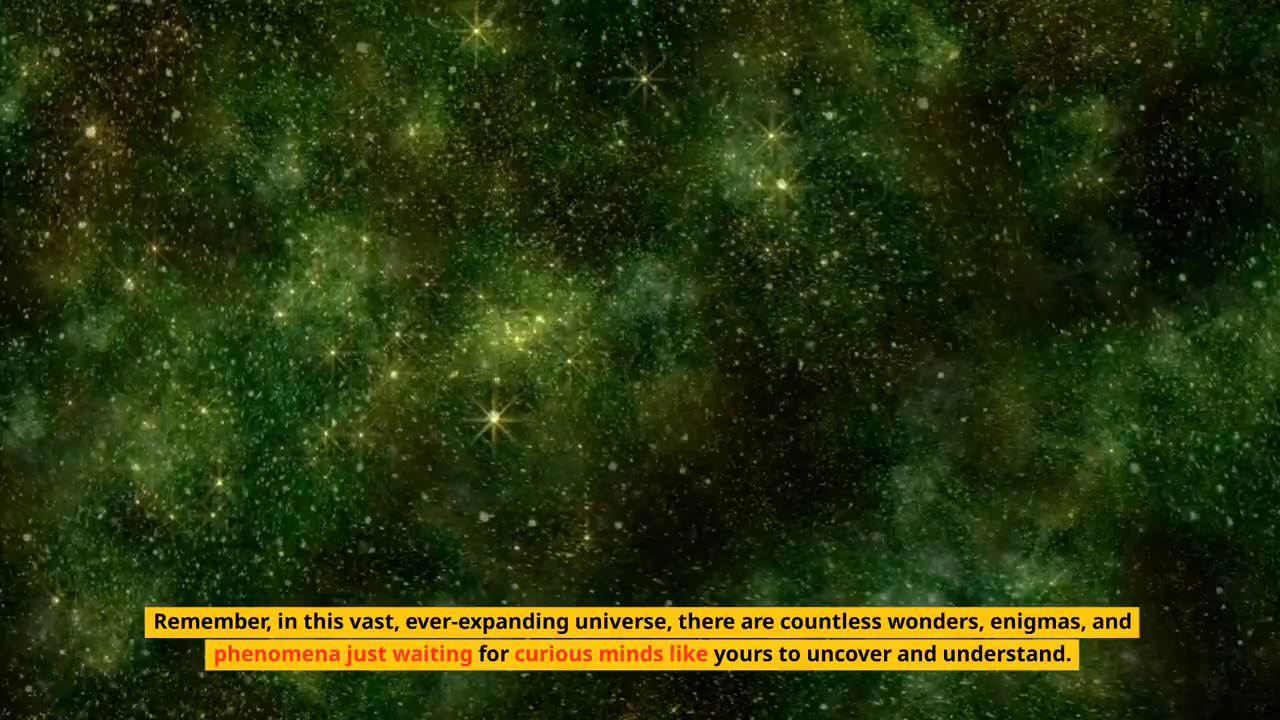 Remember, in this vast, ever-expanding universe, there are countless wonders, enigmas, and
phenomena just waiting for curious minds like yours to uncover and understand.